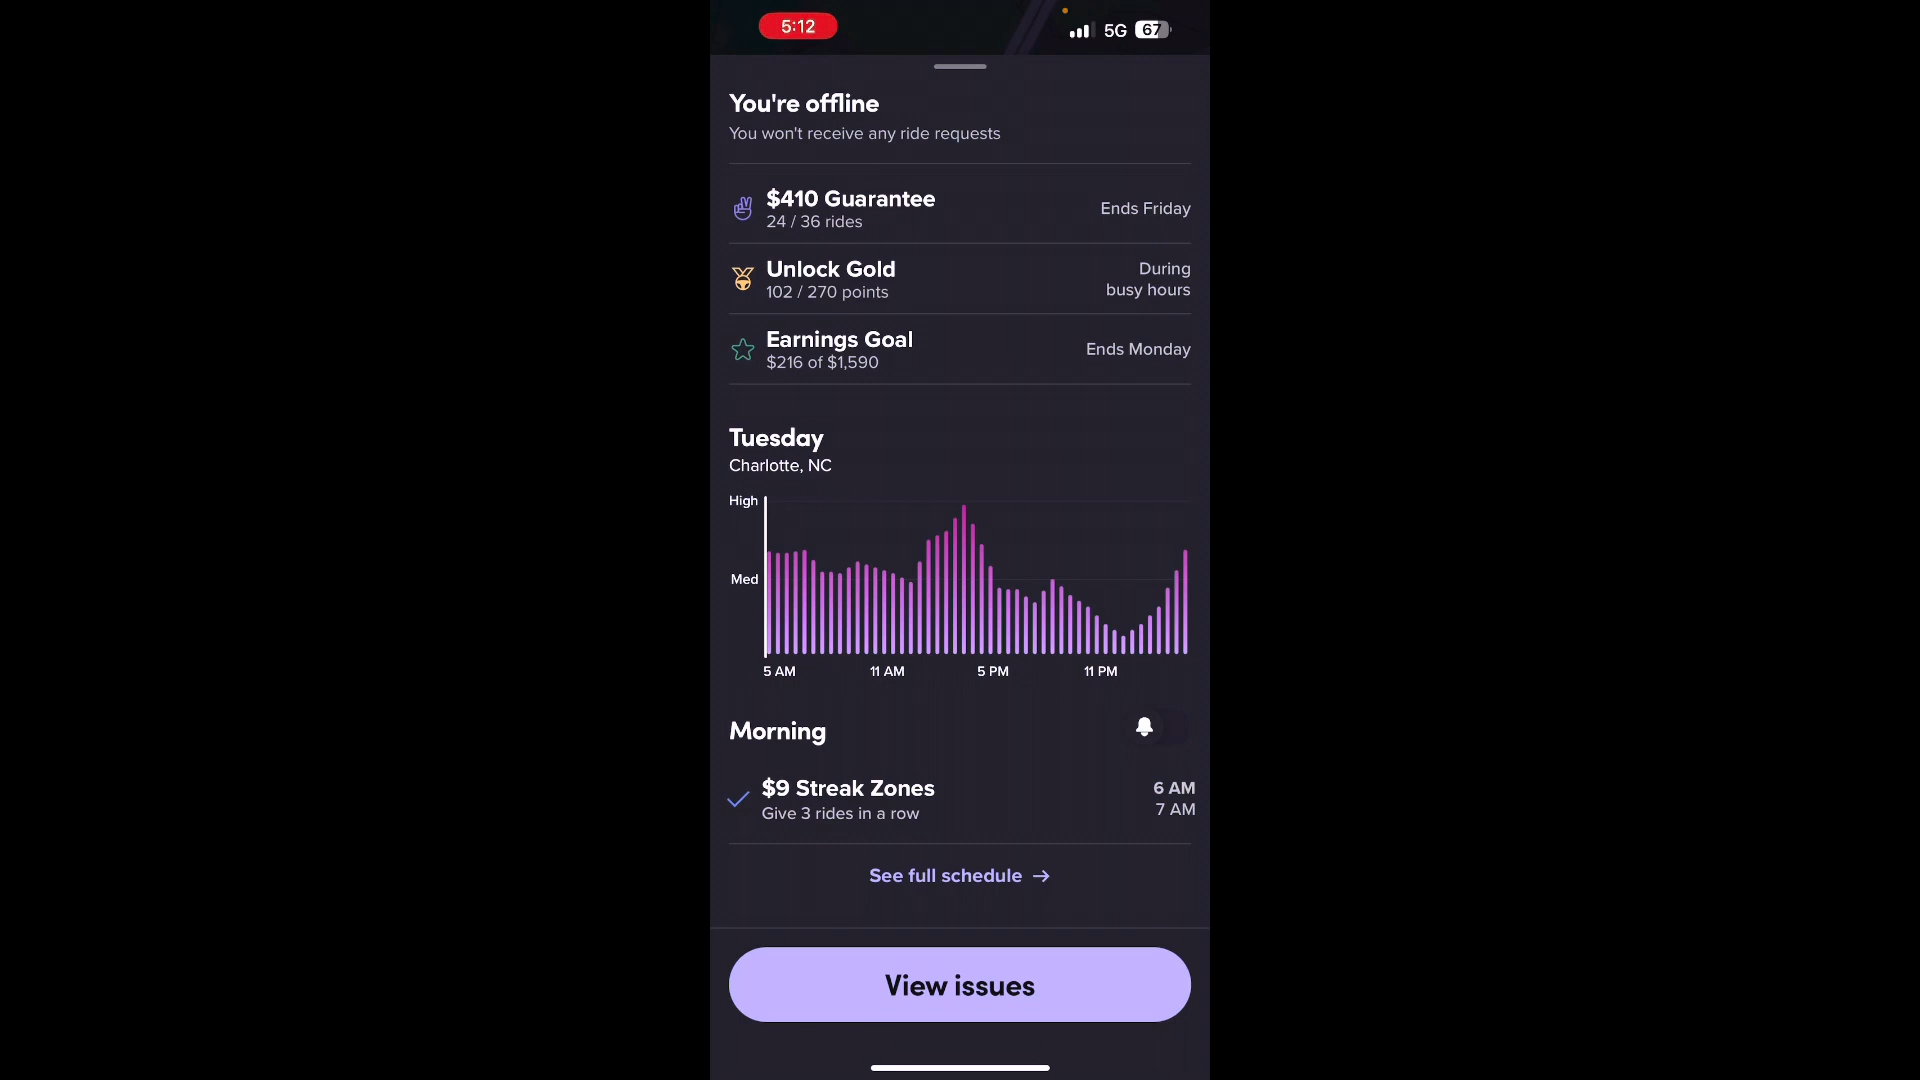 5:12
5G 67
You're offline
You won't receive any ride requests
$410 Guarantee
24 / 36 rides
Ends Friday
Unlock Gold
102 / 270 points
During
busy hours
Earnings Goal
$216 of $1,590
Ends Monday
Tuesday
Charlotte, NC
High
Med
5 AM 11 AM 5 PM 11 PM
Morning
$9 Streak Zones
Give 3 rides in a row
6 AM
7 AM
See full schedule →
View issues